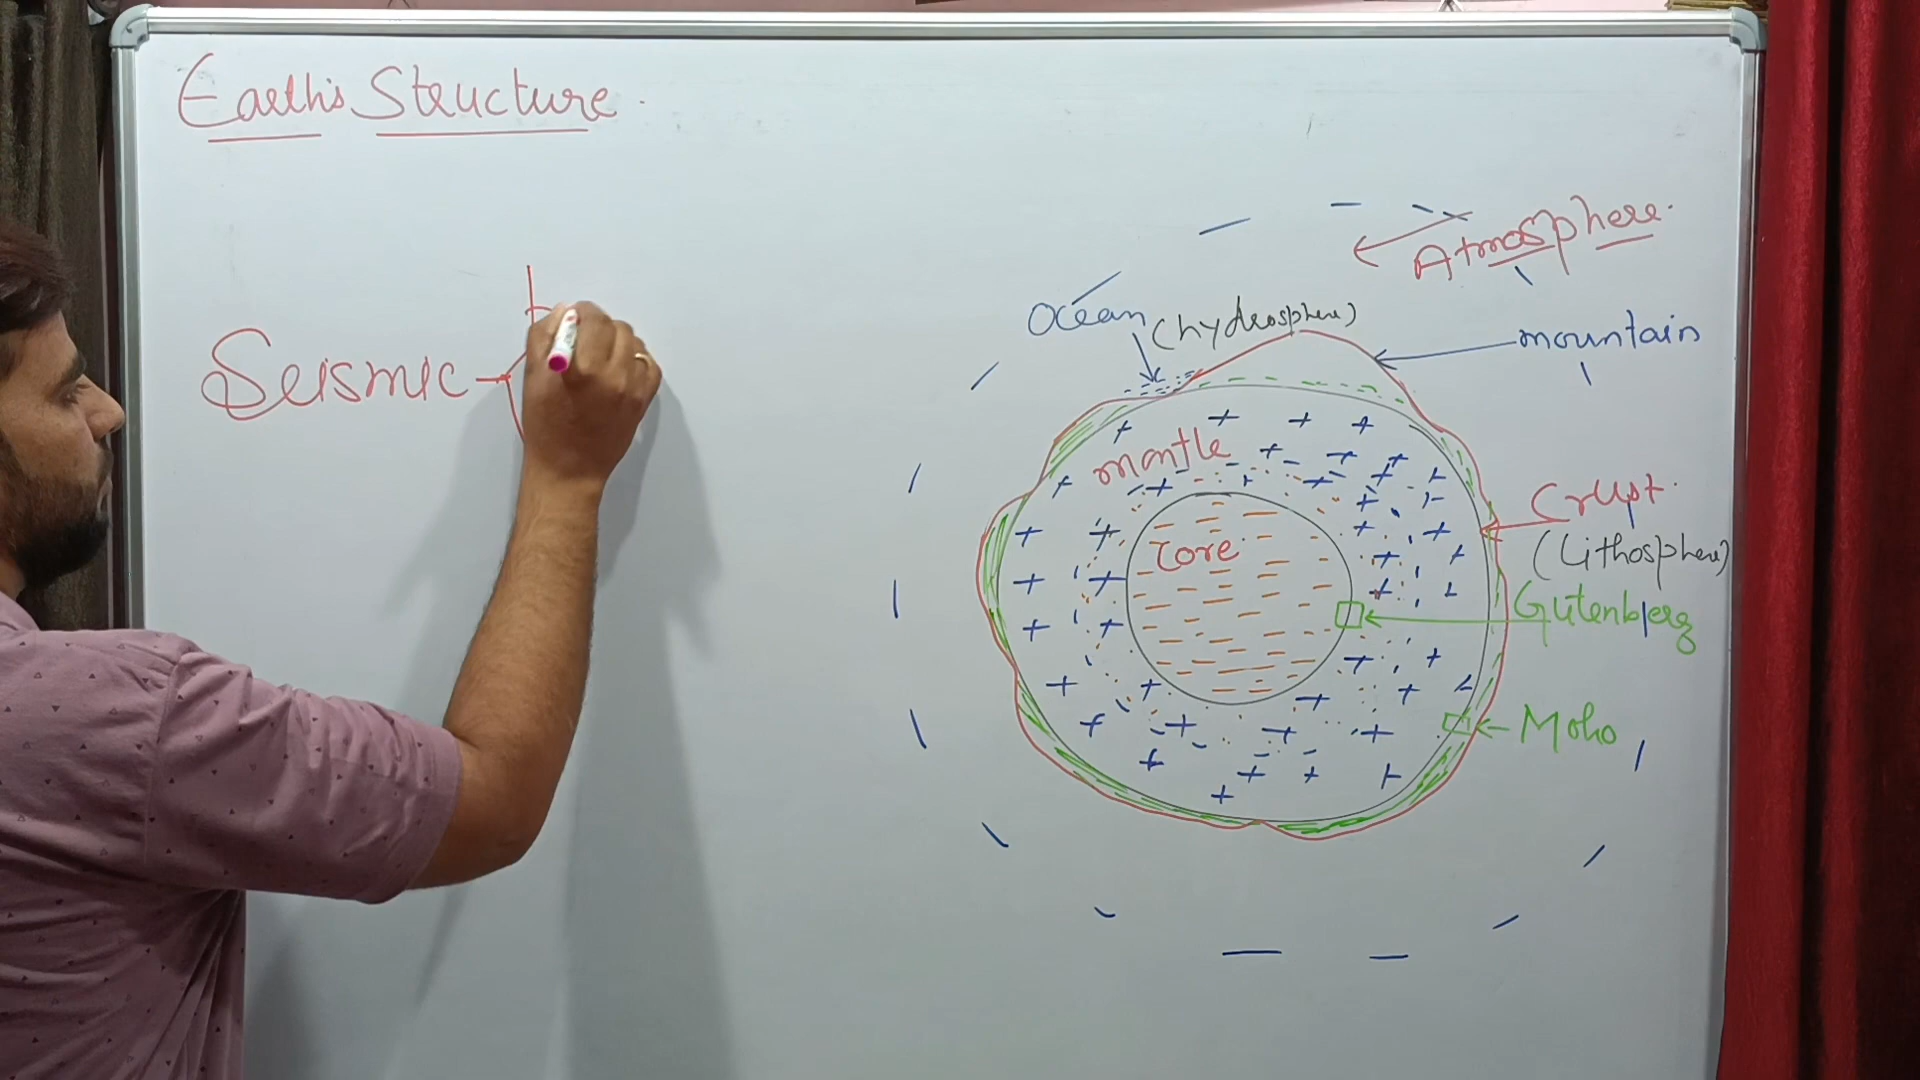 Earth's Structure
Atmosphere
Ocean (hydrosphere)
mountain
Seismic
mantle
Crust
Core
(Lithosphere)
Gutenberg
Moho